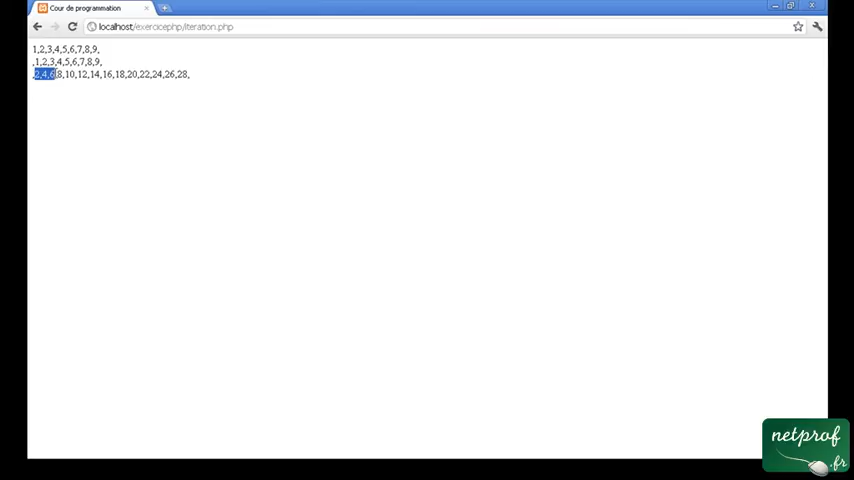 Cour de programmation
localhost/exercicephp/iteration.php
1,2,3,4,5,6,7,8,9,
,1,2,3,4,5,6,7,8,9,
,2,4,6,8,10,12,14,16,18,20,22,24,26,28,
netprof
.fr